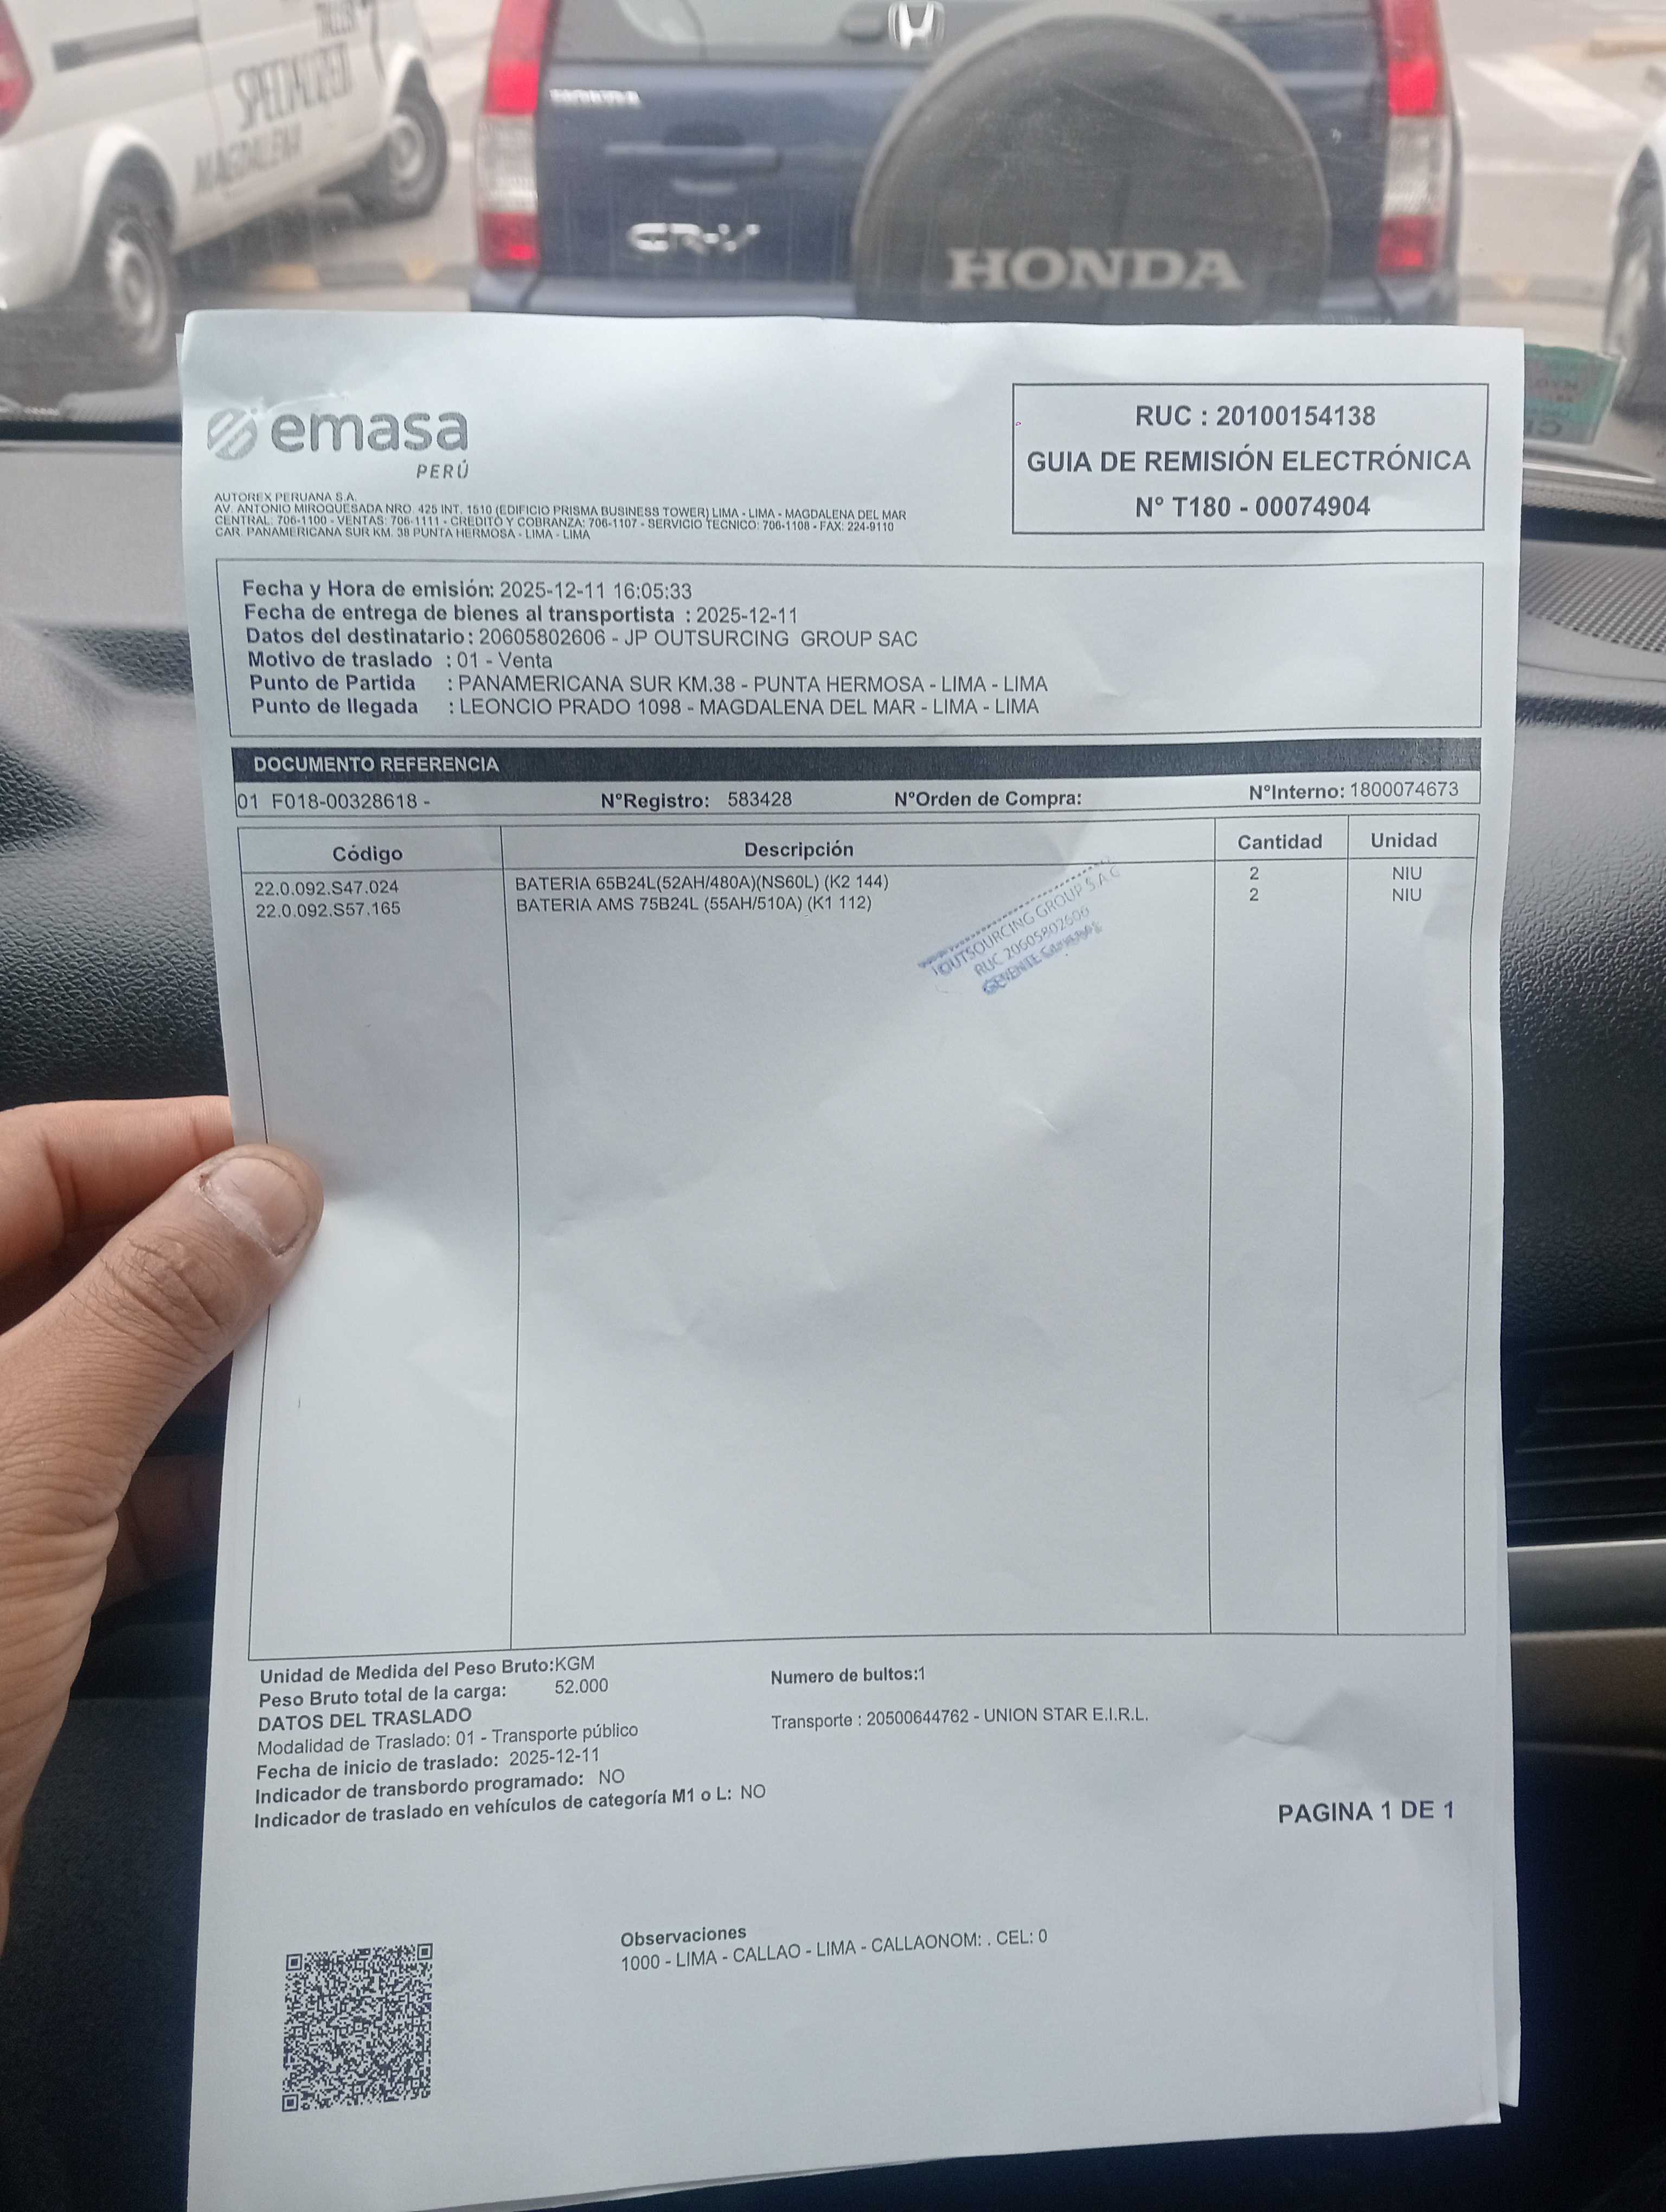 TALLER
SPECIALIZED
MAGDALENA
HONDA
CR-V
HONDA
emasa
PERÚ
RUC : 20100154138
GUIA DE REMISIÓN ELECTRÓNICA
N° T180 - 00074904
AUTOREX PERUANA S.A.
AV. ANTONIO MIROQUESADA NRO. 425 INT. 1510 (EDIFICIO PRISMA BUSINESS TOWER) LIMA - LIMA - MAGDALENA DEL MAR
CENTRAL: 706-1100 - VENTAS: 706-1111 - CREDITO Y COBRANZA: 706-1107 - SERVICIO TECNICO: 706-1108 - FAX: 224-9110
CAR. PANAMERICANA SUR KM. 38 PUNTA HERMOSA - LIMA - LIMA
Fecha y Hora de emisión: 2025-12-11 16:05:33
Fecha de entrega de bienes al transportista : 2025-12-11
Datos del destinatario : 20605802606 - JP OUTSURCING GROUP SAC
Motivo de traslado : 01 - Venta
Punto de Partida : PANAMERICANA SUR KM.38 - PUNTA HERMOSA - LIMA - LIMA
Punto de llegada : LEONCIO PRADO 1098 - MAGDALENA DEL MAR - LIMA - LIMA
DOCUMENTO REFERENCIA
01 F018-00328618 - N°Registro: 583428 N°Orden de Compra: N°Interno: 1800074673
Código Descripción Cantidad Unidad
22.0.092.S47.024 BATERIA 65B24L(52AH/480A)(NS60L) (K2 144) 2 NIU
22.0.092.S57.165 BATERIA AMS 75B24L (55AH/510A) (K1 112) 2 NIU
OUTSOURCING GROUP S.A.C
RUC 20605802606
GERENTE GENERAL
Unidad de Medida del Peso Bruto:KGM Numero de bultos:1
Peso Bruto total de la carga: 52.000
DATOS DEL TRASLADO Transporte : 20500644762 - UNION STAR E.I.R.L.
Modalidad de Traslado: 01 - Transporte público
Fecha de inicio de traslado: 2025-12-11
Indicador de transbordo programado: NO
Indicador de traslado en vehículos de categoría M1 o L: NO
PAGINA 1 DE 1
Observaciones
1000 - LIMA - CALLAO - LIMA - CALLAONOM: . CEL: 0